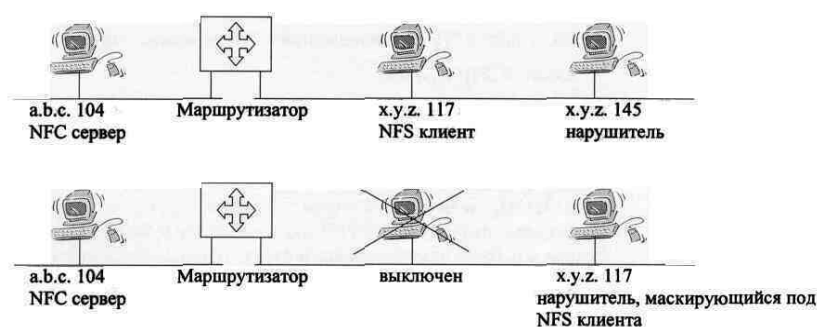 a.b.c. 104
NFC сервер
Маршрутизатор
x.y.z. 117
NFS клиент
x.y.z. 145
нарушитель
a.b.c. 104
NFC сервер
Маршрутизатор
выключен
x.y.z. 117
нарушитель, маскирующийся под
NFS клиента